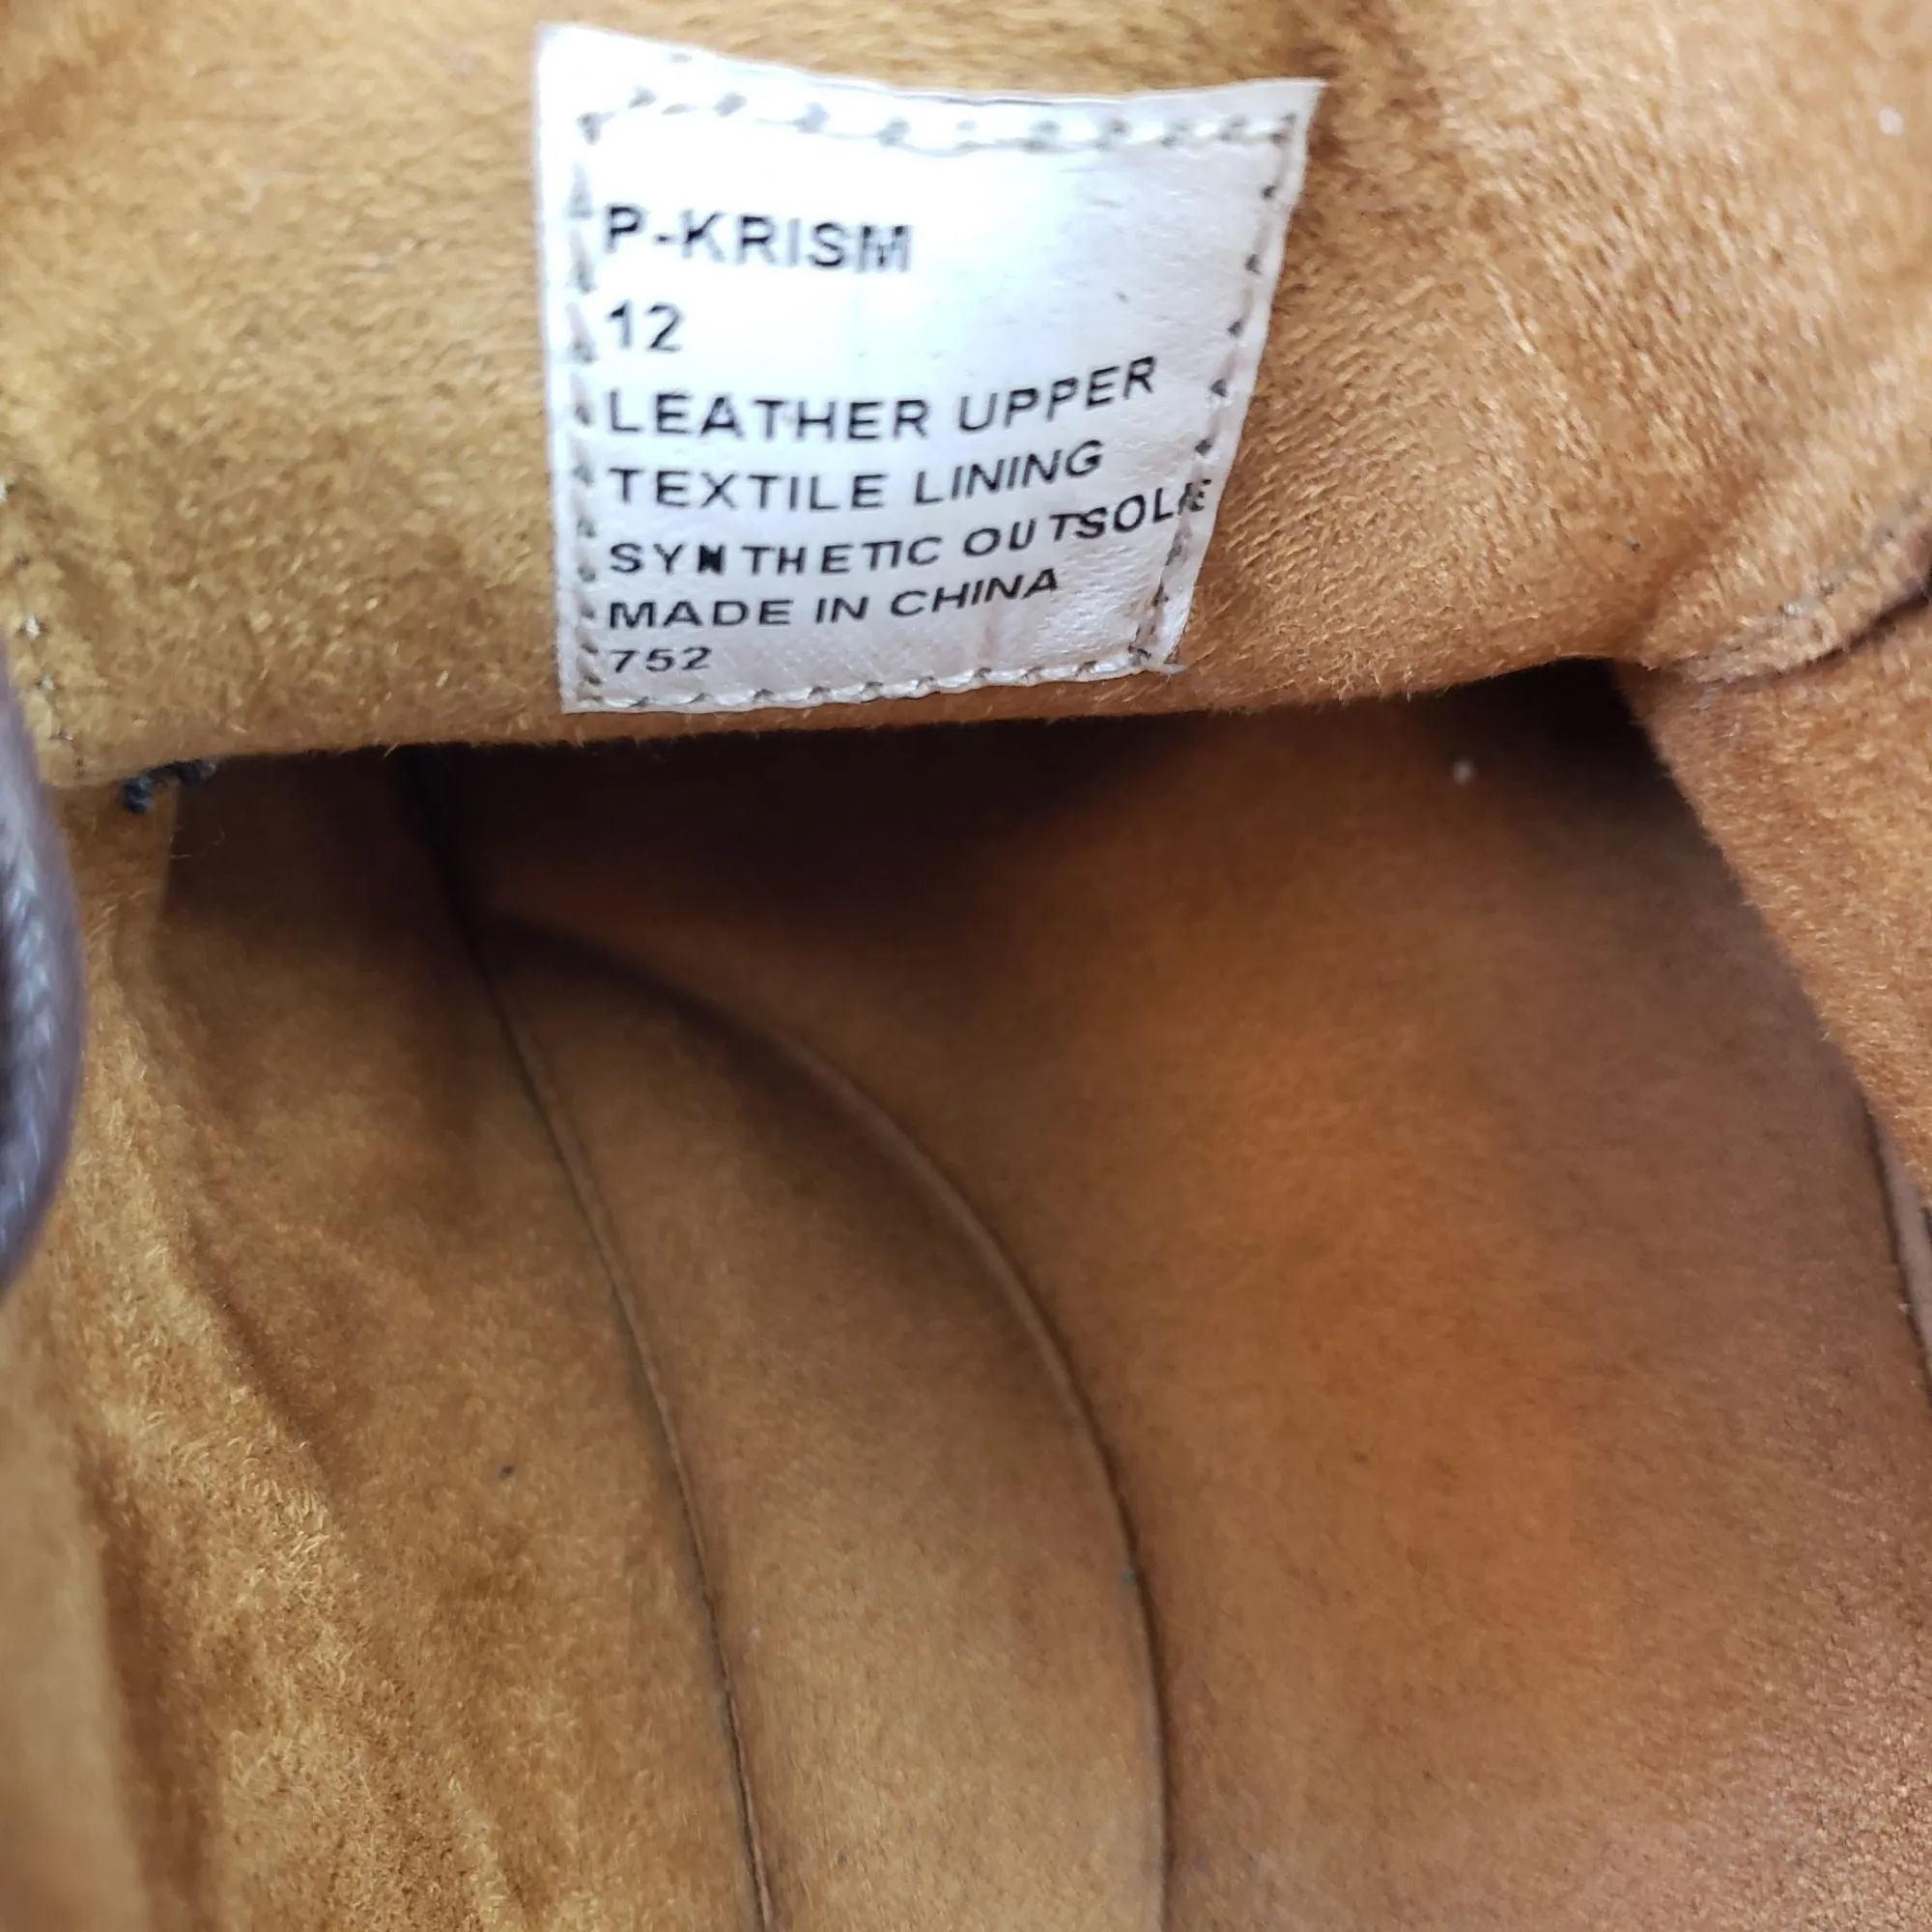 P-KRISM
12
LEATHER UPPER
TEXTILE LINING
SYNTHETIC OUTSOLE
MADE IN CHINA
752